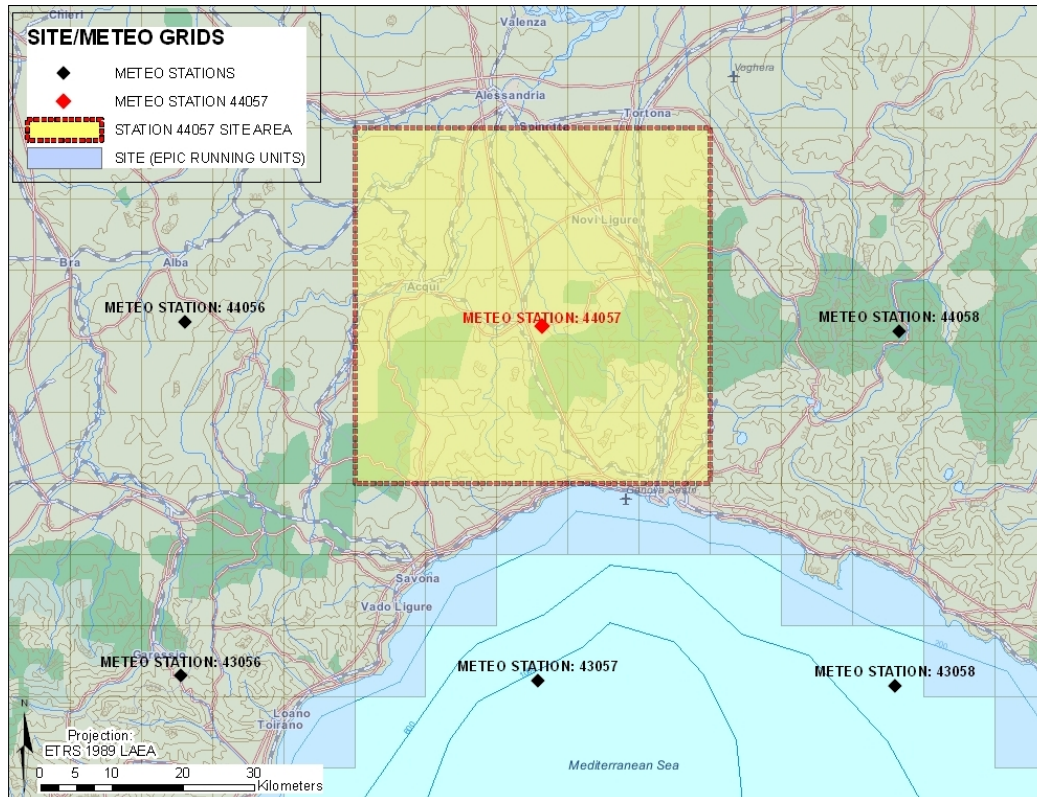 Chieri
Valenza
SITE/METEO GRIDS
METEO STATIONS
METEO STATION 44057
STATION 44057 SITE AREA
SITE (EPIC RUNNING UNITS)
Voghera
Alessandria
Tortona
Spinetta
Novi Ligure
Bra
Alba
Acqui
METEO STATION: 44056
METEO STATION: 44057
METEO STATION: 44058
Genova Sestri
Savona
Vado Ligure
Garessio
METEO STATION: 43056
METEO STATION: 43057
METEO STATION: 43058
N
Loano
Toirano
Projection:
ETRS 1989 LAEA
0 5 10 20 30
Kilometers
Mediterranean Sea